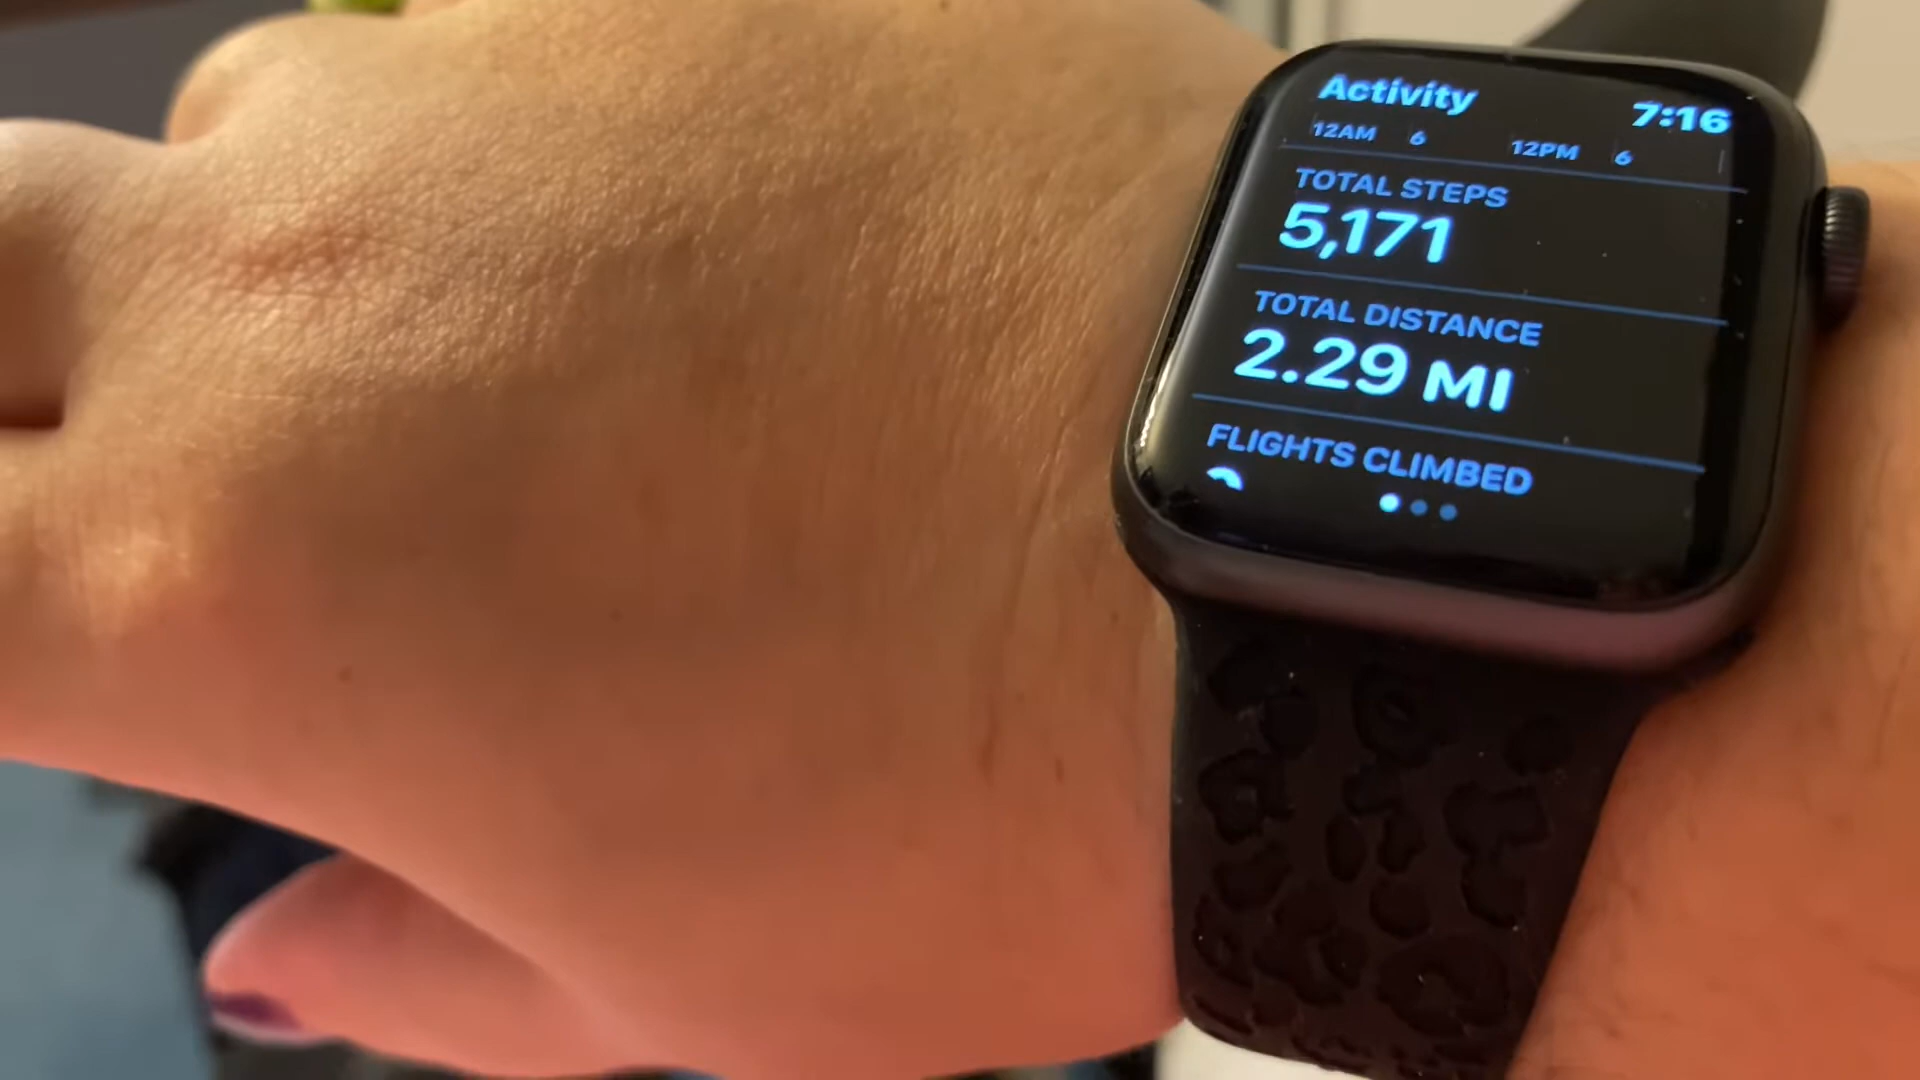 Activity 7:16
12AM 6 12PM 6
TOTAL STEPS
5,171
TOTAL DISTANCE
2.29 MI
FLIGHTS CLIMBED